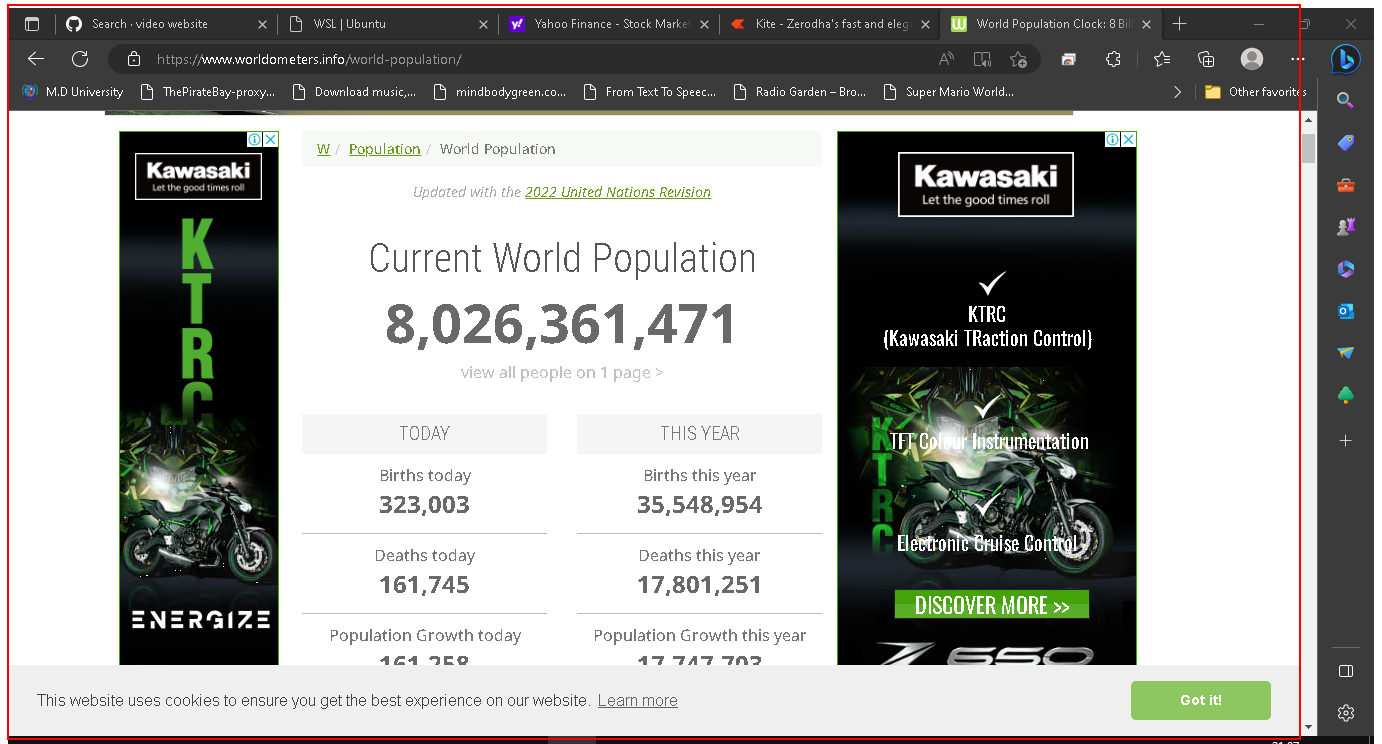 Search · video website
WSL | Ubuntu
Yahoo Finance - Stock Market
Kite - Zerodha's fast and eleg
World Population Clock: 8 Bill
https://www.worldometers.info/world-population/
M.D University
ThePirateBay-proxy...
Download music,...
mindbodygreen.co...
From Text To Speec...
Radio Garden – Bro...
Super Mario World...
Other favorites
Kawasaki
Let the good times roll
KTRC
ENERGIZE
W / Population / World Population
Updated with the 2022 United Nations Revision
Current World Population
8,026,361,471
view all people on 1 page >
TODAY
Births today
323,003
Deaths today
161,745
Population Growth today
161,258
THIS YEAR
Births this year
35,548,954
Deaths this year
17,801,251
Population Growth this year
17,747,703
Kawasaki
Let the good times roll
KTRC
(Kawasaki TRaction Control)
KTRC
TFT Colour Instrumentation
Electronic Cruise Control
DISCOVER MORE >>
Z 650
This website uses cookies to ensure you get the best experience on our website. Learn more
Got it!